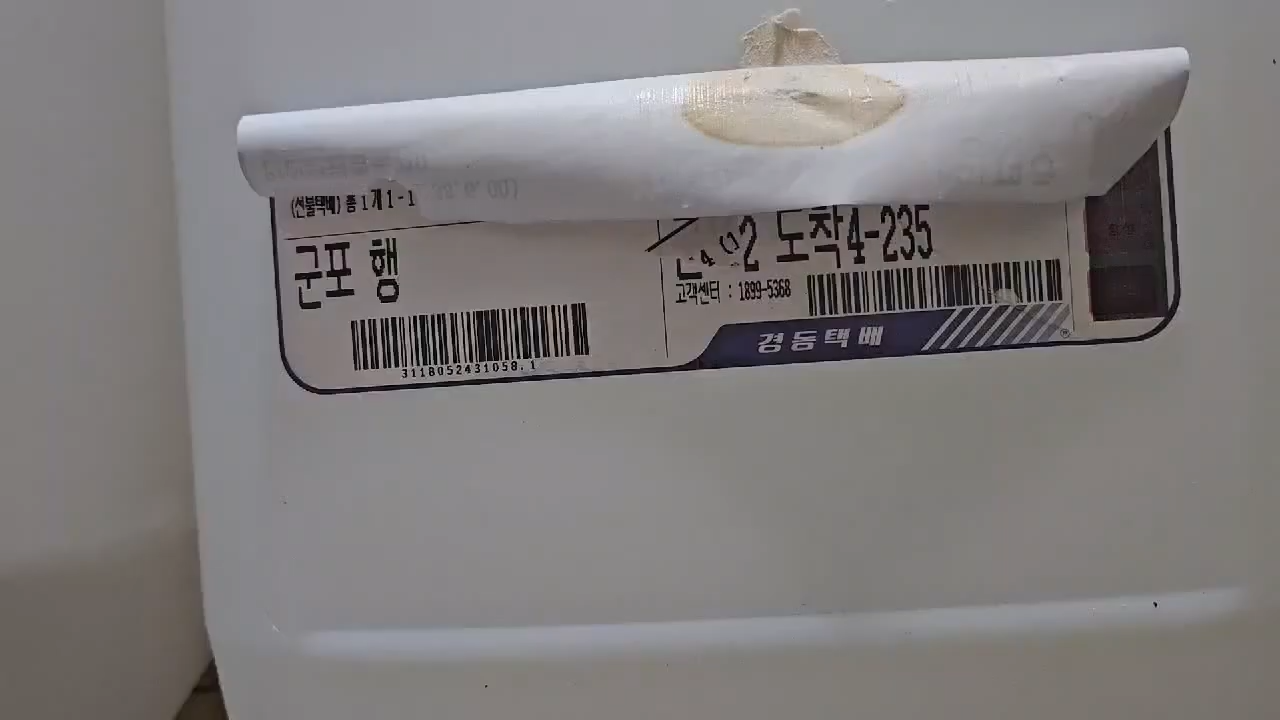 (선불택배) 총 1개 1-1
군포 행
3118052431058.1
2 도착4-235
고객센터 : 1899-5368
경동택배